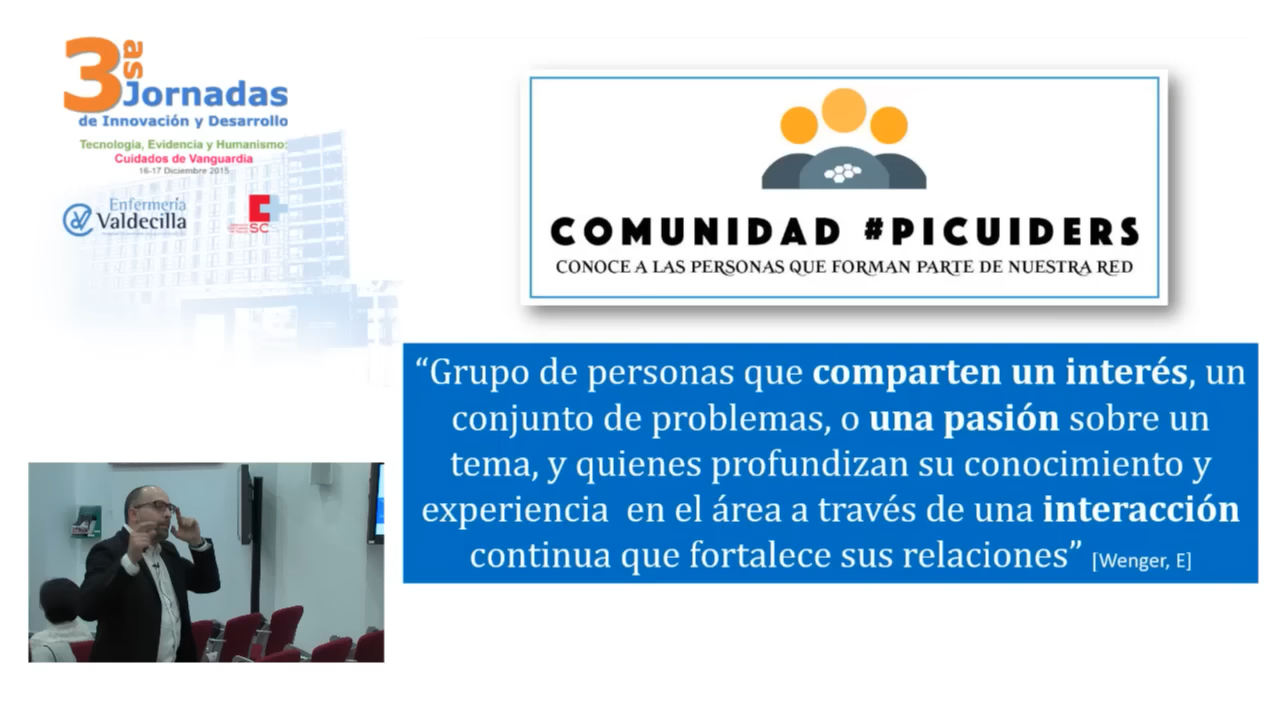 3as
Jornadas
de Innovación y Desarrollo
Tecnología, Evidencia y Humanismo:
Cuidados de Vanguardia
16-17 Diciembre 2015
Enfermería
Valdecilla
SC
COMUNIDAD #PICUIDERS
CONOCE A LAS PERSONAS QUE FORMAN PARTE DE NUESTRA RED
“Grupo de personas que comparten un interés, un
conjunto de problemas, o una pasión sobre un
tema, y quienes profundizan su conocimiento y
experiencia en el área a través de una interacción
continua que fortalece sus relaciones” [Wenger, E]